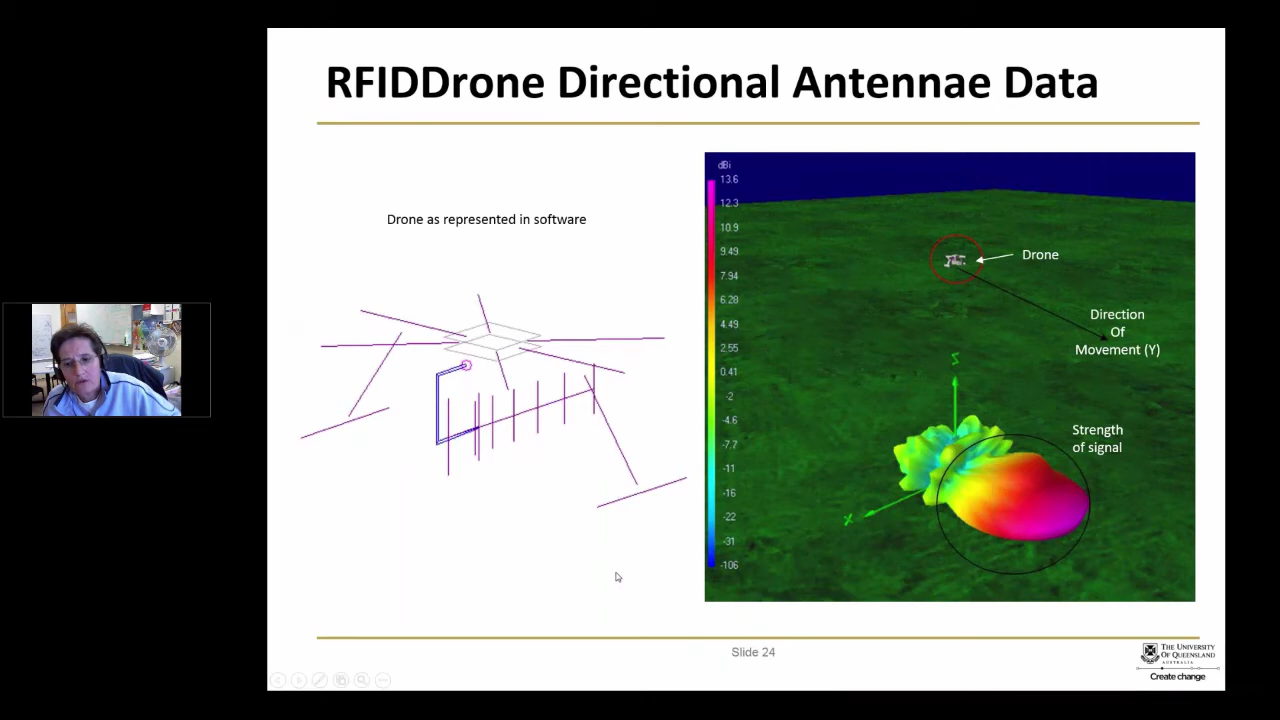 RFIDDrone Directional Antennae Data
Drone as represented in software
dBi
13.6
12.3
10.9
9.49
7.94
6.28
4.49
2.55
0.41
-2
-4.6
-7.7
-11
-16
-22
-31
-106
Drone
Direction
Of
Movement (Y)
Z
Strength
of signal
X
Slide 24
THE UNIVERSITY
OF QUEENSLAND
AUSTRALIA
Create change